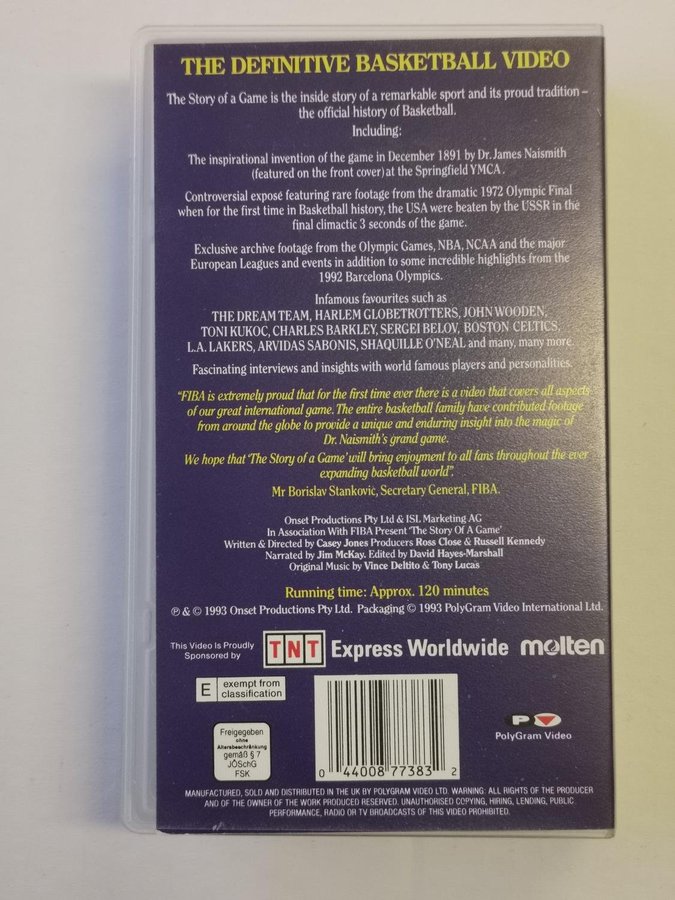 THE DEFINITIVE BASKETBALL VIDEO
The Story of a Game is the inside story of a remarkable sport and its proud tradition –
the official history of Basketball.
Including:
The inspirational invention of the game in December 1891 by Dr. James Naismith
(featured on the front cover) at the Springfield YMCA.
Controversial exposé featuring rare footage from the dramatic 1972 Olympic Final
when for the first time in Basketball history, the USA were beaten by the USSR in the
final climactic 3 seconds of the game.
Exclusive archive footage from the Olympic Games, NBA, NCAA and the major
European Leagues and events in addition to some incredible highlights from the
1992 Barcelona Olympics.
Infamous favourites such as
THE DREAM TEAM, HARLEM GLOBETROTTERS, JOHN WOODEN,
TONI KUKOC, CHARLES BARKLEY, SERGEI BELOV, BOSTON CELTICS,
L.A. LAKERS, ARVIDAS SABONIS, SHAQUILLE O'NEAL and many, many more.
Fascinating interviews and insights with world famous players and personalities.
"FIBA is extremely proud that for the first time ever there is a video that covers all aspects
of our great international game. The entire basketball family have contributed footage
from around the globe to provide a unique and enduring insight into the magic of
Dr. Naismith's grand game.
We hope that 'The Story of a Game' will bring enjoyment to all fans throughout the ever
expanding basketball world".
Mr Borislav Stankovic, Secretary General, FIBA.
Onset Productions Pty Ltd & ISL Marketing AG
In Association With FIBA Present 'The Story Of A Game'
Written & Directed by Casey Jones Producers Ross Close & Russell Kennedy
Narrated by Jim McKay. Edited by David Hayes-Marshall
Original Music by Vince Deltito & Tony Lucas
Running time: Approx. 120 minutes
℗ & © 1993 Onset Productions Pty Ltd. Packaging © 1993 PolyGram Video International Ltd.
This Video Is Proudly
Sponsored by
TNT Express Worldwide molten
E exempt from
classification
Freigegeben
ohne
Altersbeschränkung
gemäß § 7
JÖSchG
FSK
0 44008 77383 2
PV
PolyGram Video
MANUFACTURED, SOLD AND DISTRIBUTED IN THE UK BY POLYGRAM VIDEO LTD. WARNING: ALL RIGHTS OF THE PRODUCER
AND OF THE OWNER OF THE WORK PRODUCED RESERVED. UNAUTHORISED COPYING, HIRING, LENDING, PUBLIC
PERFORMANCE, RADIO OR TV BROADCASTS OF THIS VIDEO PROHIBITED.